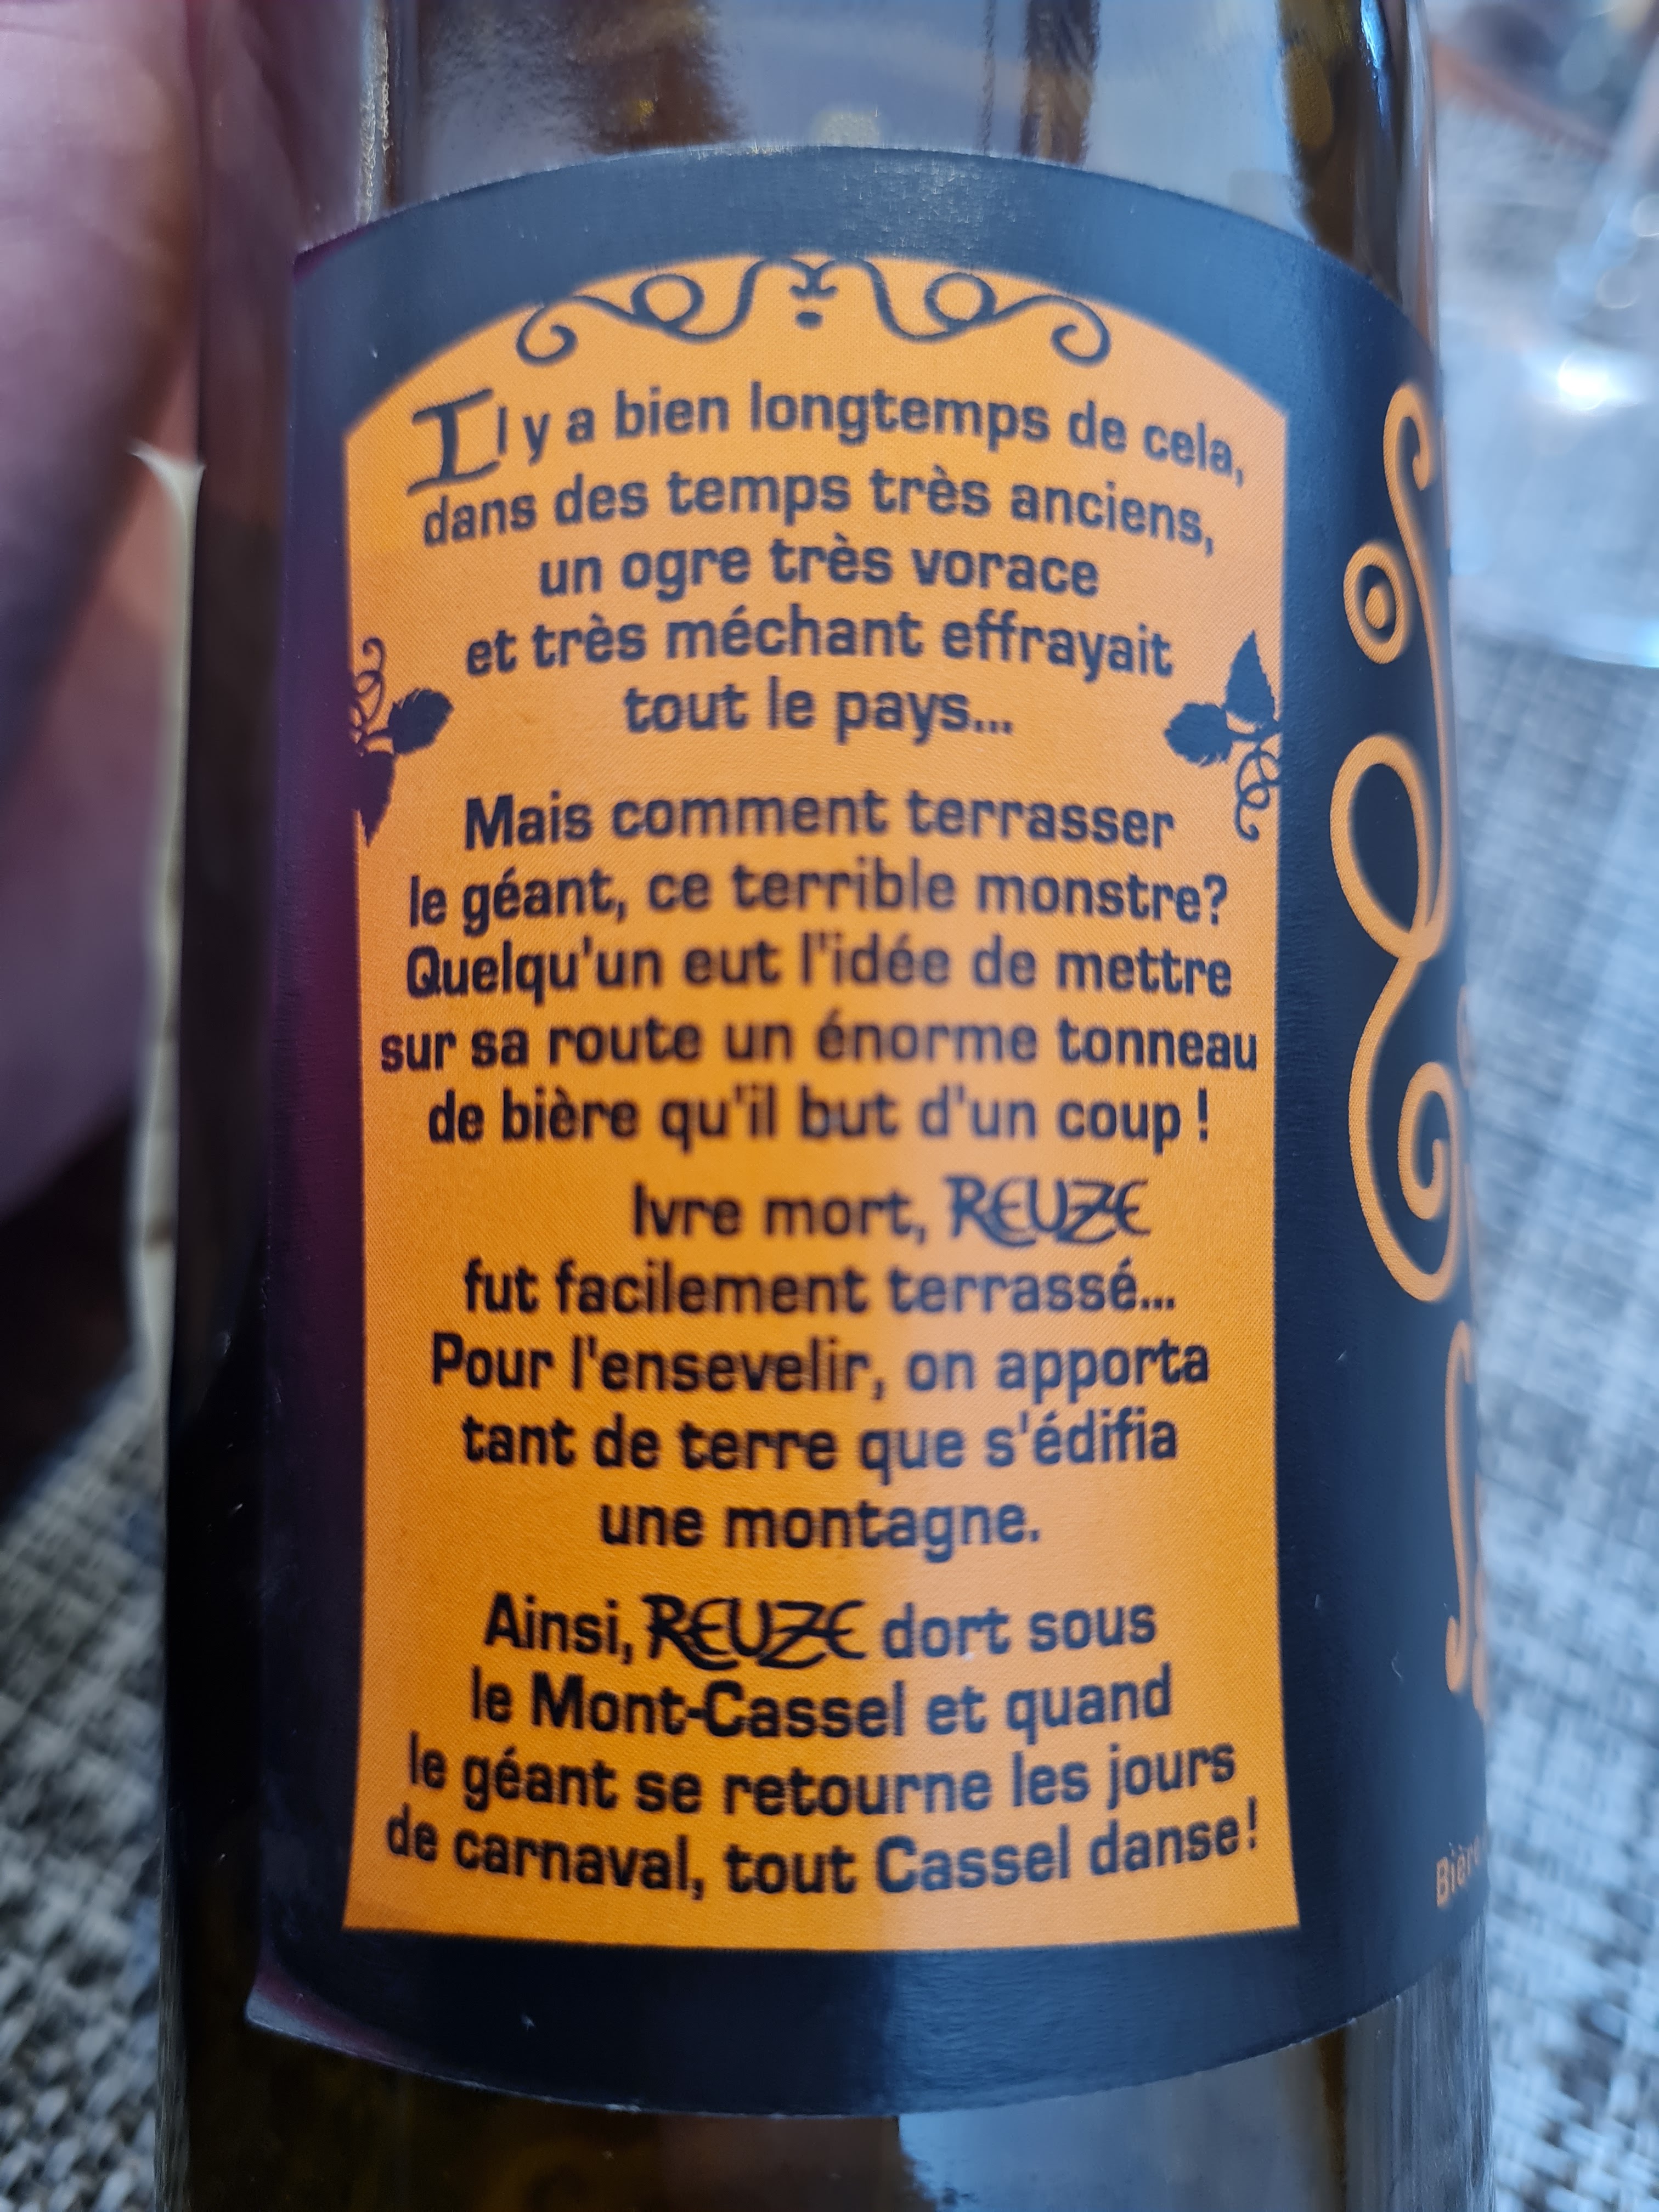 Il y a bien longtemps de cela,
dans des temps très anciens,
un ogre très vorace
et très méchant effrayait
tout le pays...
Mais comment terrasser
le géant, ce terrible monstre?
Quelqu'un eut l'idée de mettre
sur sa route un énorme tonneau
de bière qu'il but d'un coup !
Ivre mort, REUZE
fut facilement terrassé...
Pour l'ensevelir, on apporta
tant de terre que s'édifia
une montagne.
Ainsi, REUZE dort sous
le Mont-Cassel et quand
le géant se retourne les jours
de carnaval, tout Cassel danse!